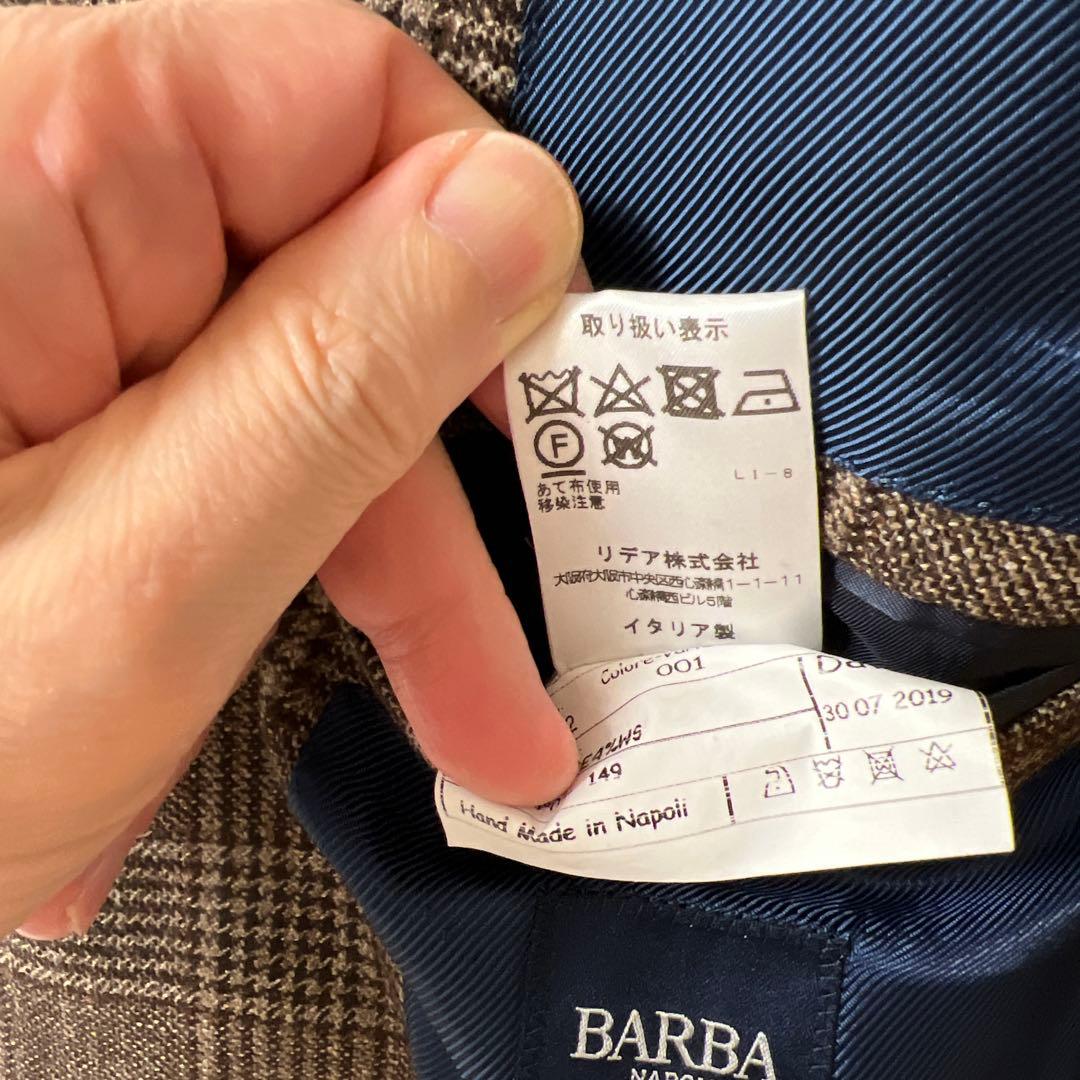 取り扱い表示
F
W
L I - 8
あて布使用
移染注意
リデア株式会社
大阪府大阪市中央区西心斎橋1-1-11
心斎橋西ビル5階
イタリア製
001
30 07 2019
149
Hand Made in Napoli
BARBA